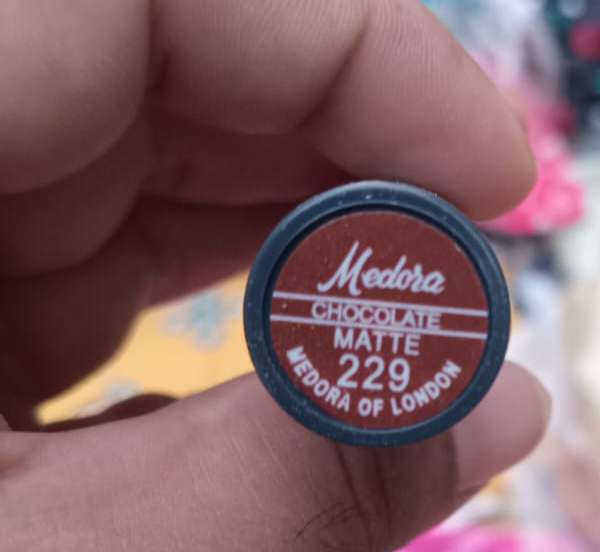 Medora
CHOCOLATE
MATTE
229
MEDORA OF LONDON